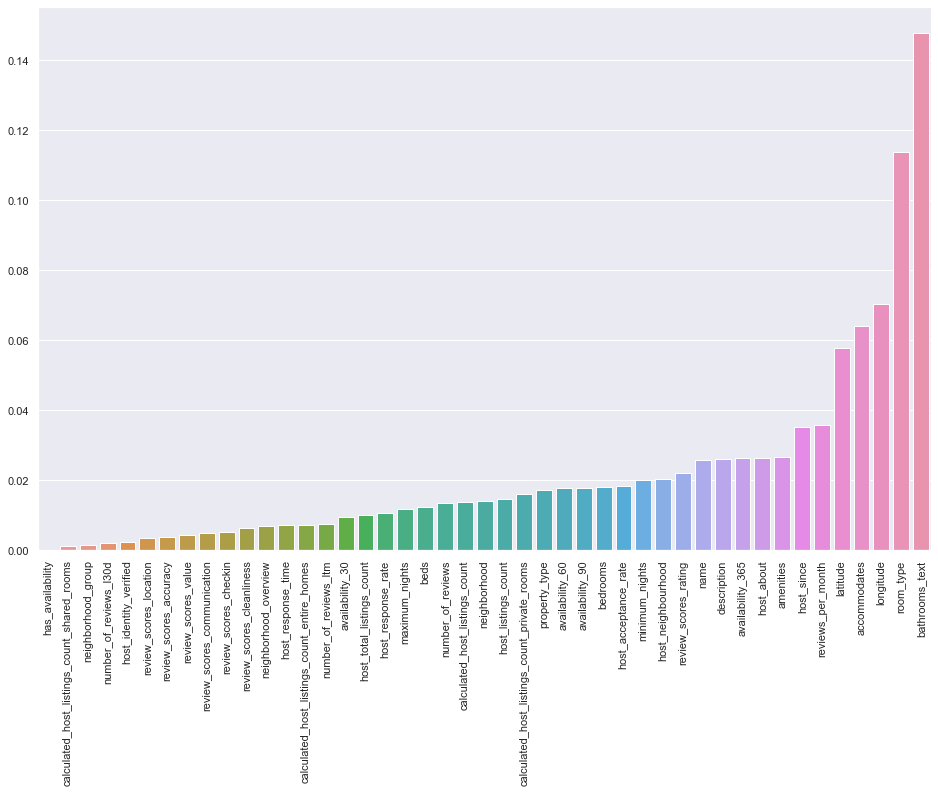 0.14
0.12
0.10
0.08
0.06
0.04
0.02
0.00
has_availability
calculated_host_listings_count_shared_rooms
neighborhood_group
number_of_reviews_l30d
host_identity_verified
review_scores_location
review_scores_accuracy
review_scores_value
review_scores_communication
review_scores_checkin
review_scores_cleanliness
neighborhood_overview
host_response_time
calculated_host_listings_count_entire_homes
number_of_reviews_ltm
availability_30
host_total_listings_count
host_response_rate
maximum_nights
beds
number_of_reviews
calculated_host_listings_count
neighborhood
host_listings_count
calculated_host_listings_count_private_rooms
property_type
availability_60
availability_90
bedrooms
host_acceptance_rate
minimum_nights
host_neighbourhood
review_scores_rating
name
description
availability_365
host_about
amenities
host_since
reviews_per_month
latitude
accommodates
longitude
room_type
bathrooms_text